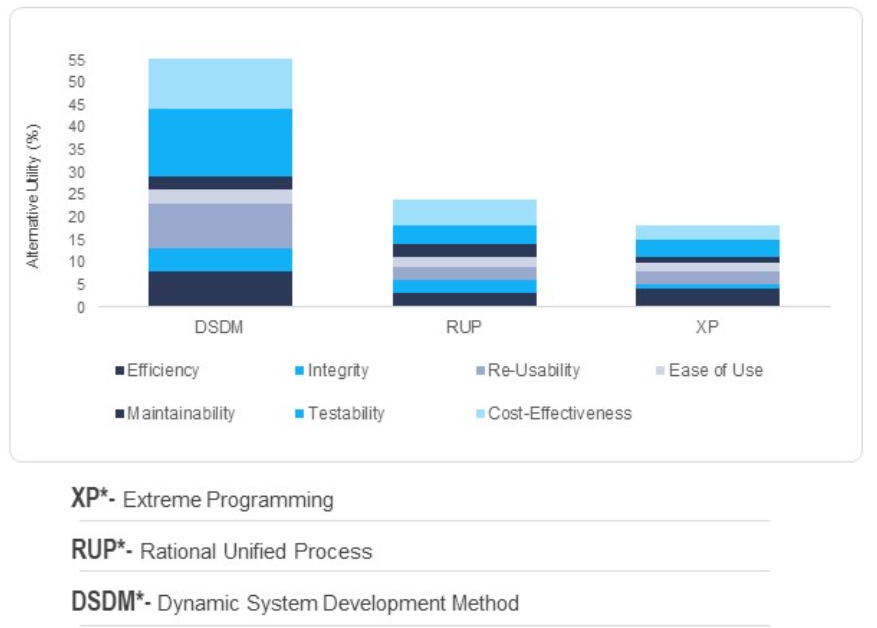 Alternative Utility (%)
55
50
45
40
35
30
25
20
15
10
5
0
DSDM RUP XP
Efficiency Integrity Re-Usability Ease of Use
Maintainability Testability Cost-Effectiveness
XP*- Extreme Programming
RUP*- Rational Unified Process
DSDM*- Dynamic System Development Method